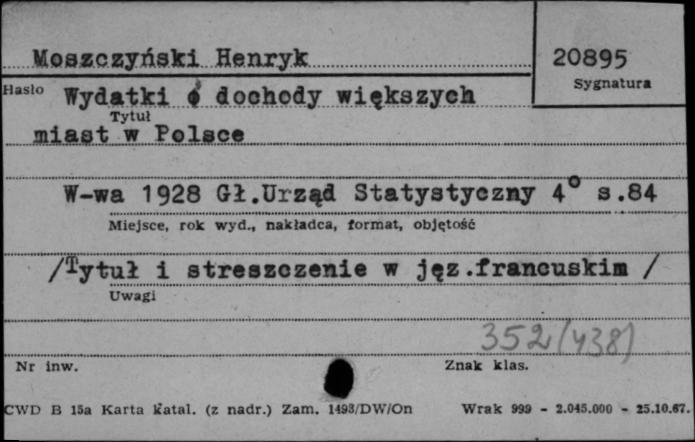 Moszczyński Henryk
20895
Sygnatura
Hasło Wydatki i dochody większych
Tytuł
miast w Polsce
W-wa 1928 Gł.Urząd Statystyczny 4° s.84
Miejsce, rok wyd., nakładca, format, objętość
/Tytuł i streszczenie w jęz.francuskim /
Uwagi
352(438)
Nr inw.
Znak klas.
CWD B 15a Karta katal. (z nadr.) Zam. 1493/DW/On Wrak 999 - 2.045.000 - 25.10.67.